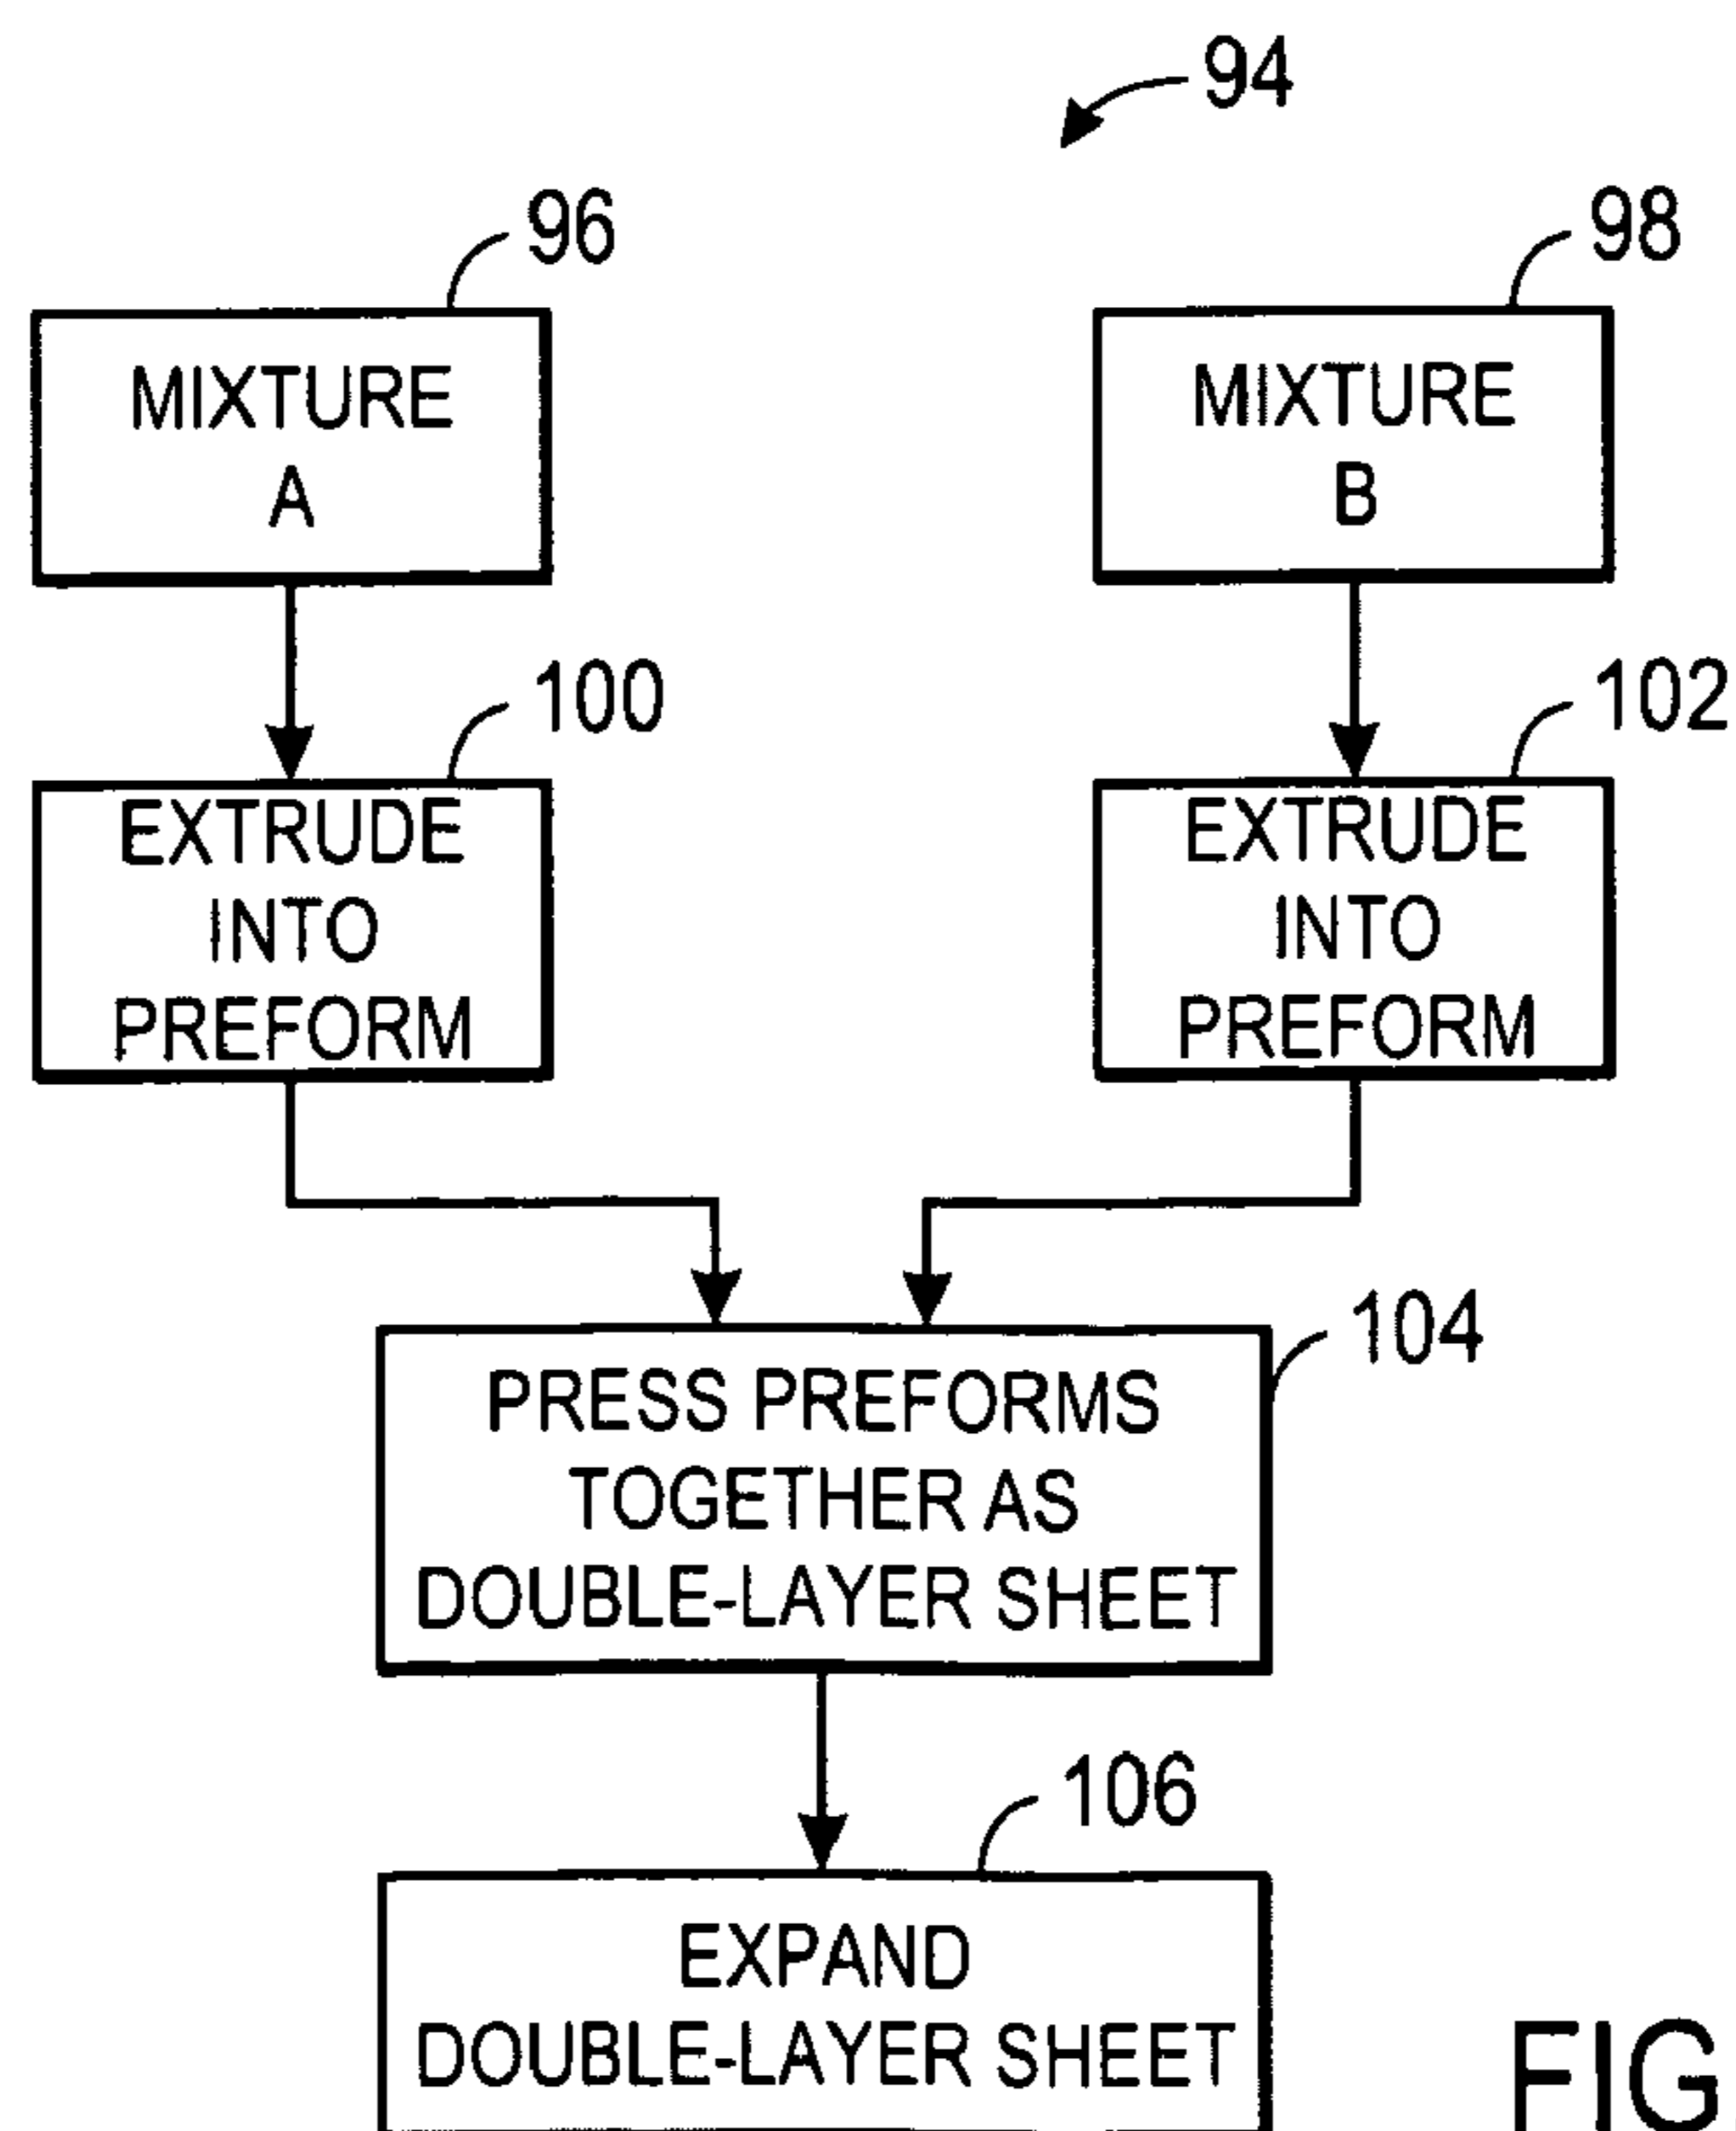 94
96
98
MIXTURE
A
MIXTURE
B
100
102
EXTRUDE
INTO
PREFORM
EXTRUDE
INTO
PREFORM
104
PRESS PREFORMS
TOGETHER AS
DOUBLE-LAYER SHEET
106
EXPAND
DOUBLE-LAYER SHEET
FIG